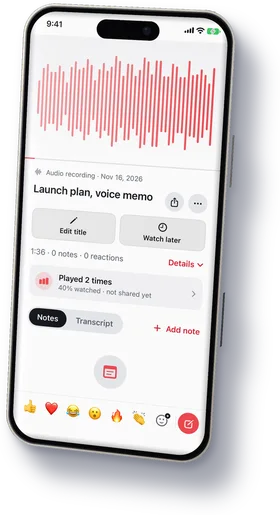 9:41
Audio recording · Nov 16, 2026
Launch plan, voice memo
Edit title
Watch later
1:36 · 0 notes · 0 reactions
Details
Played 2 times
40% watched · not shared yet
Notes
Transcript
+ Add note